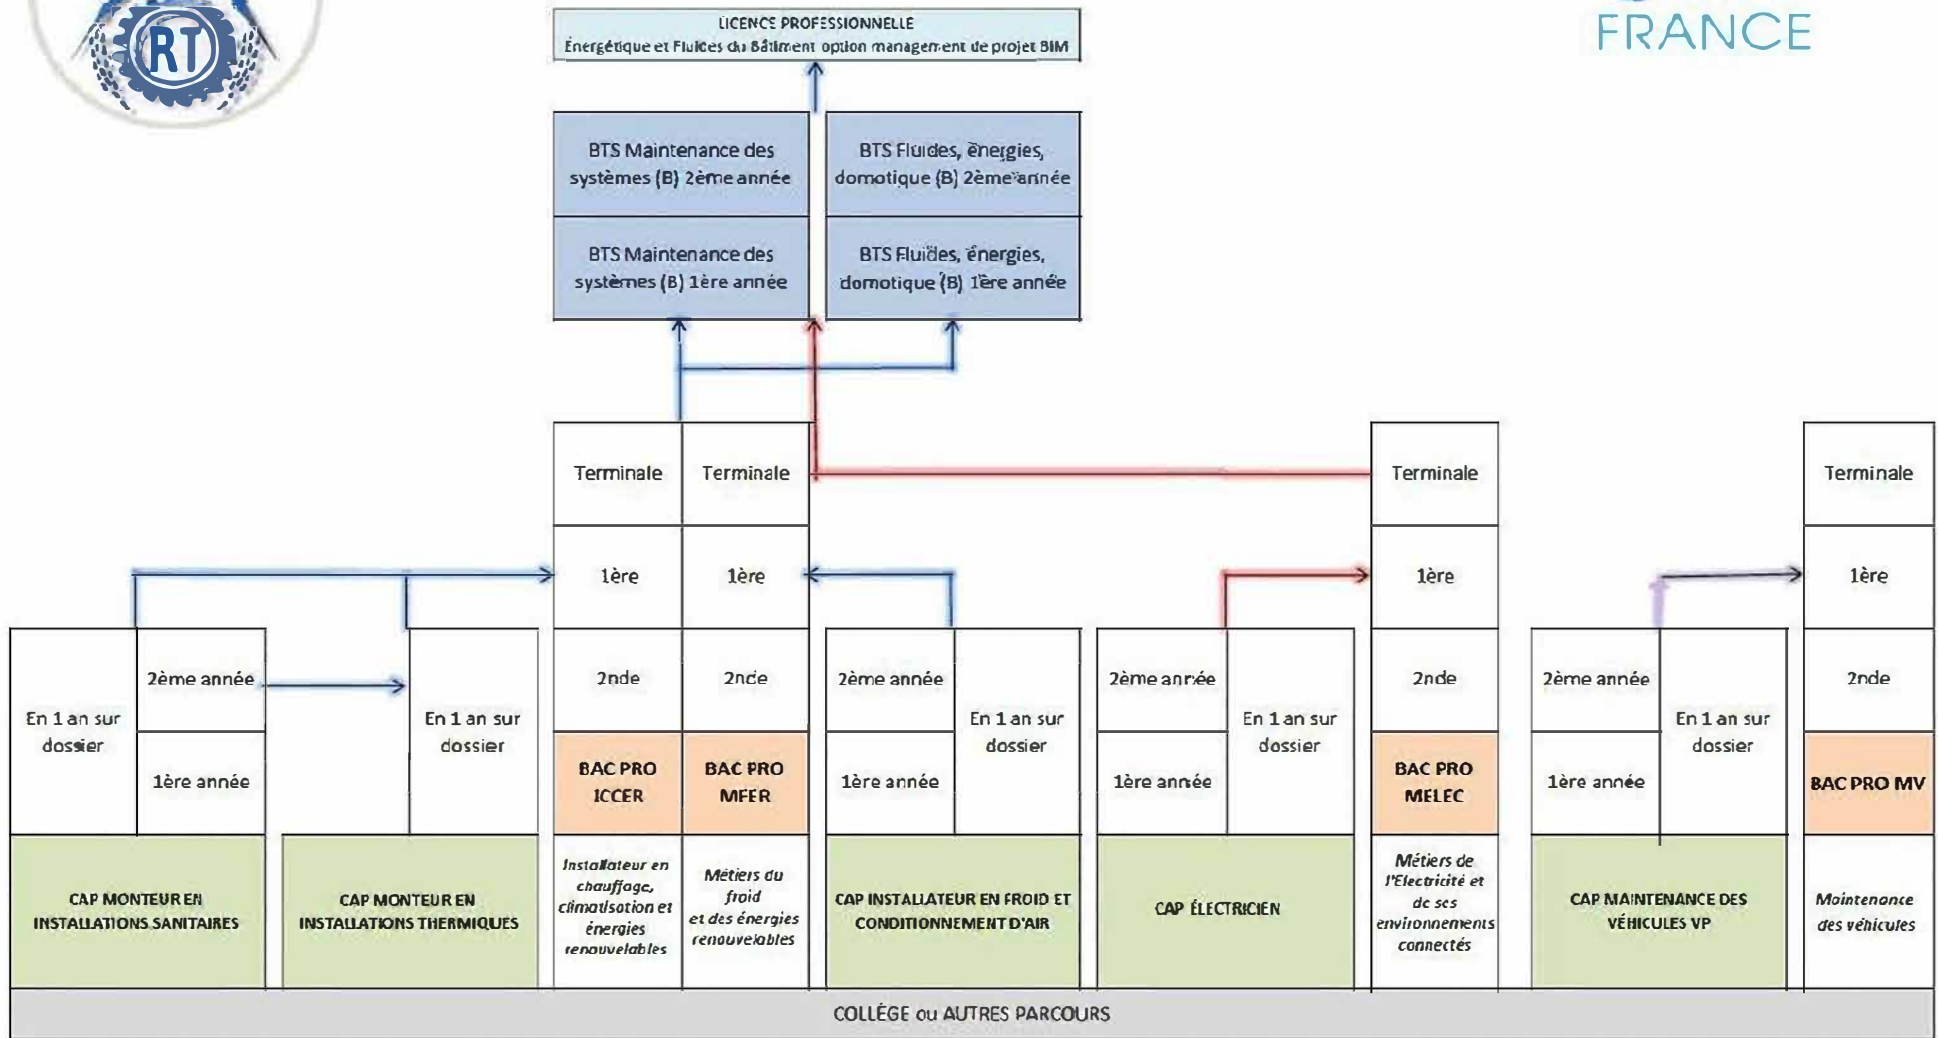 RT
FRANCE
LICENCE PROFESSIONNELLE
Énergétique et Fluides du Bâtiment option management de projet BIM
BTS Maintenance des
systèmes (B) 2ème année
BTS Fluides, énergies,
domotique (B) 2ème année
BTS Maintenance des
systèmes (B) 1ère année
BTS Fluides, énergies,
domotique (B) 1ère année
Terminale
Terminale
Terminale
Terminale
1ère
1ère
1ère
1ère
En 1 an sur
dossier
2ème année
1ère année
En 1 an sur
dossier
2nde
2nde
2ème année
1ère année
En 1 an sur
dossier
2ème année
1ère année
En 1 an sur
dossier
2nde
2ème année
1ère année
En 1 an sur
dossier
2nde
BAC PRO
ICCER
BAC PRO
MFER
BAC PRO
MELEC
BAC PRO MV
CAP MONTEUR EN
INSTALLATIONS SANITAIRES
CAP MONTEUR EN
INSTALLATIONS THERMIQUES
Installateur en
chauffage,
climatisation et
énergies
renouvelables
Métiers du
froid
et des énergies
renouvelables
CAP INSTALLATEUR EN FROID ET
CONDITIONNEMENT D'AIR
CAP ÉLECTRICIEN
Métiers de
l'Electricité et
de ses
environnements
connectés
CAP MAINTENANCE DES
VÉHICULES VP
Maintenance
des véhicules
COLLÈGE ou AUTRES PARCOURS